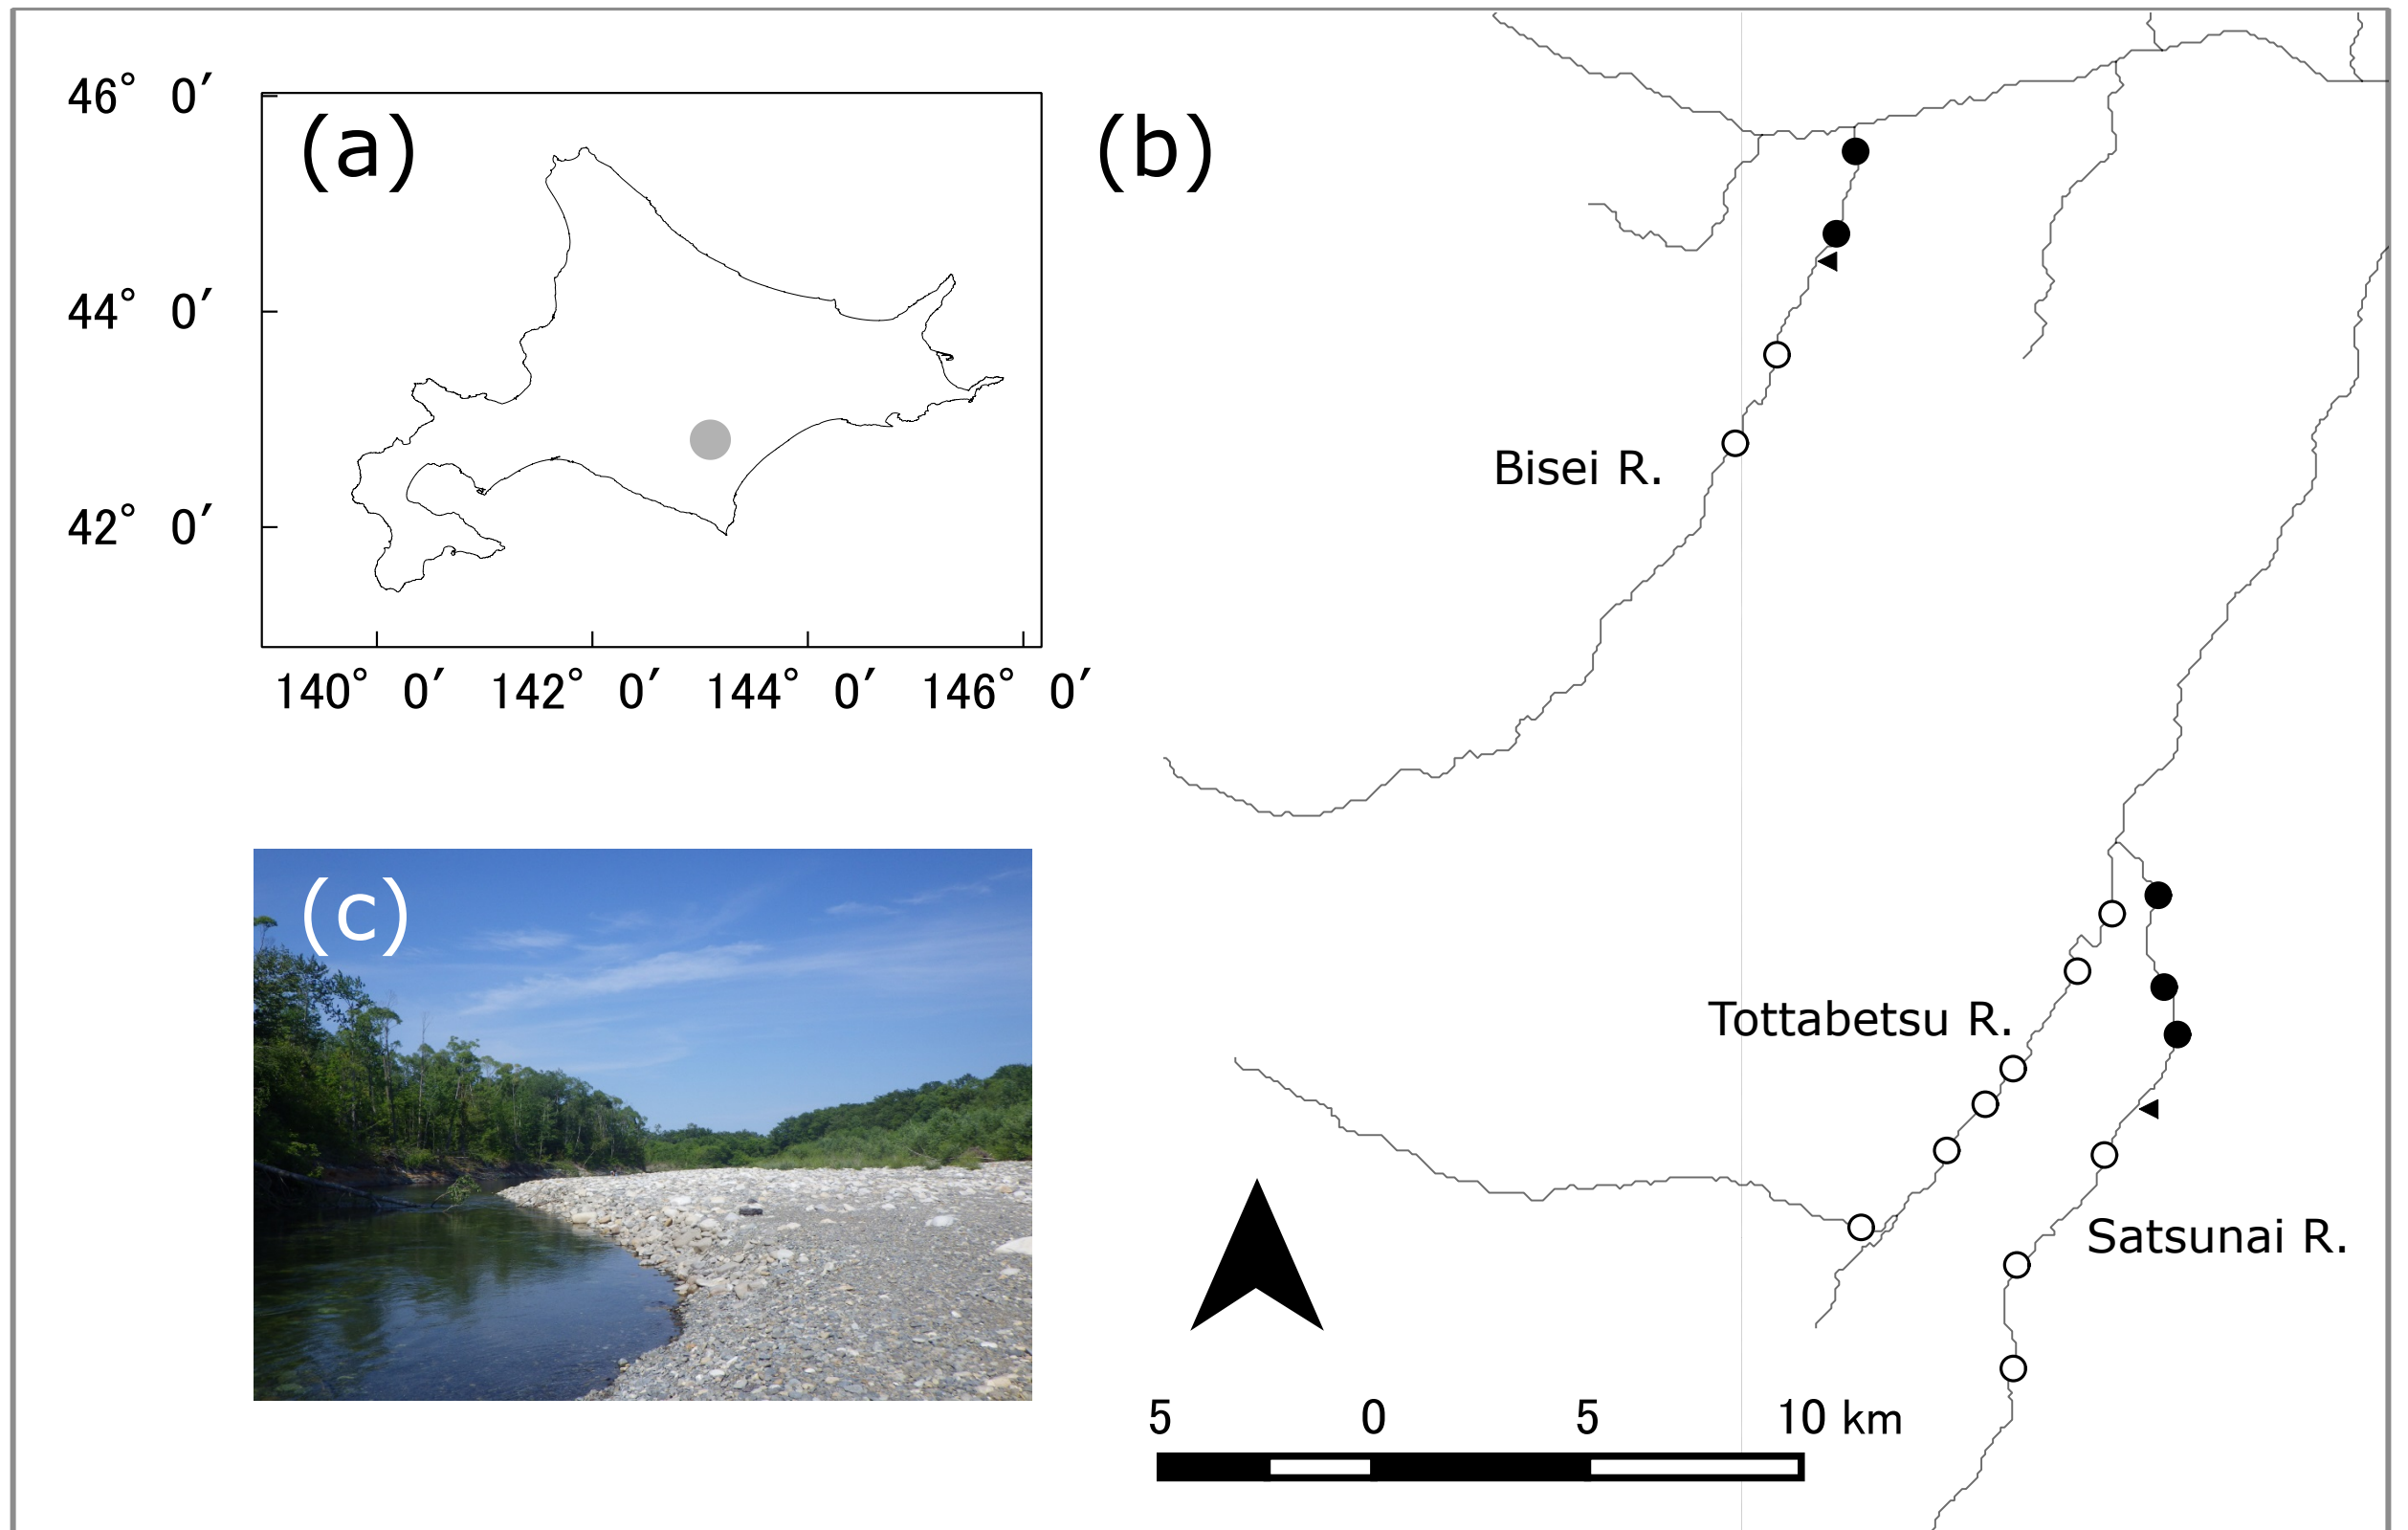 (a)
46° 0′
44° 0′
42° 0′
140° 0′ 142° 0′ 144° 0′ 146° 0′
(b)
Bisei R.
Tottabetsu R.
Satsunai R.
5 0 5 10 km
(c)